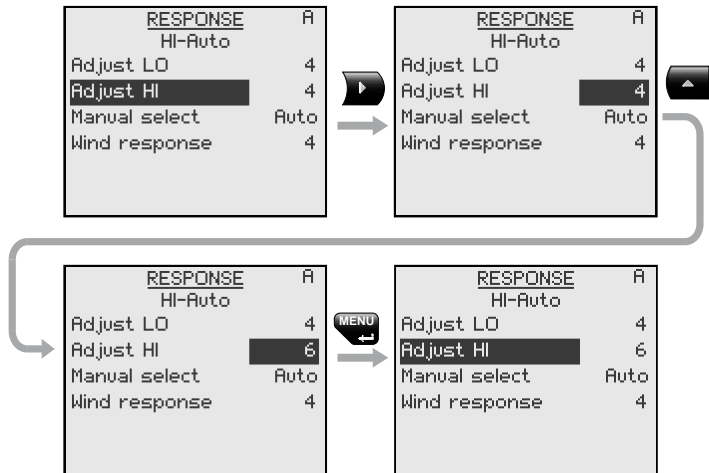 RESPONSE A
HI-Auto
Adjust LO 4
Adjust HI 4
Manual select Auto
Wind response 4
RESPONSE A
HI-Auto
Adjust LO 4
Adjust HI 4
Manual select Auto
Wind response 4
RESPONSE A
HI-Auto
Adjust LO 4
Adjust HI 6
Manual select Auto
Wind response 4
MENU
RESPONSE A
HI-Auto
Adjust LO 4
Adjust HI 6
Manual select Auto
Wind response 4